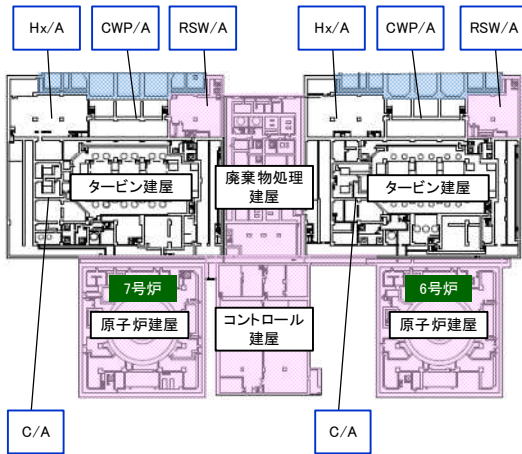 Hx/A
CWP/A
RSW/A
Hx/A
CWP/A
RSW/A
タービン建屋
廃棄物処理
建屋
タービン建屋
7号炉
原子炉建屋
コントロール
建屋
6号炉
原子炉建屋
C/A
C/A